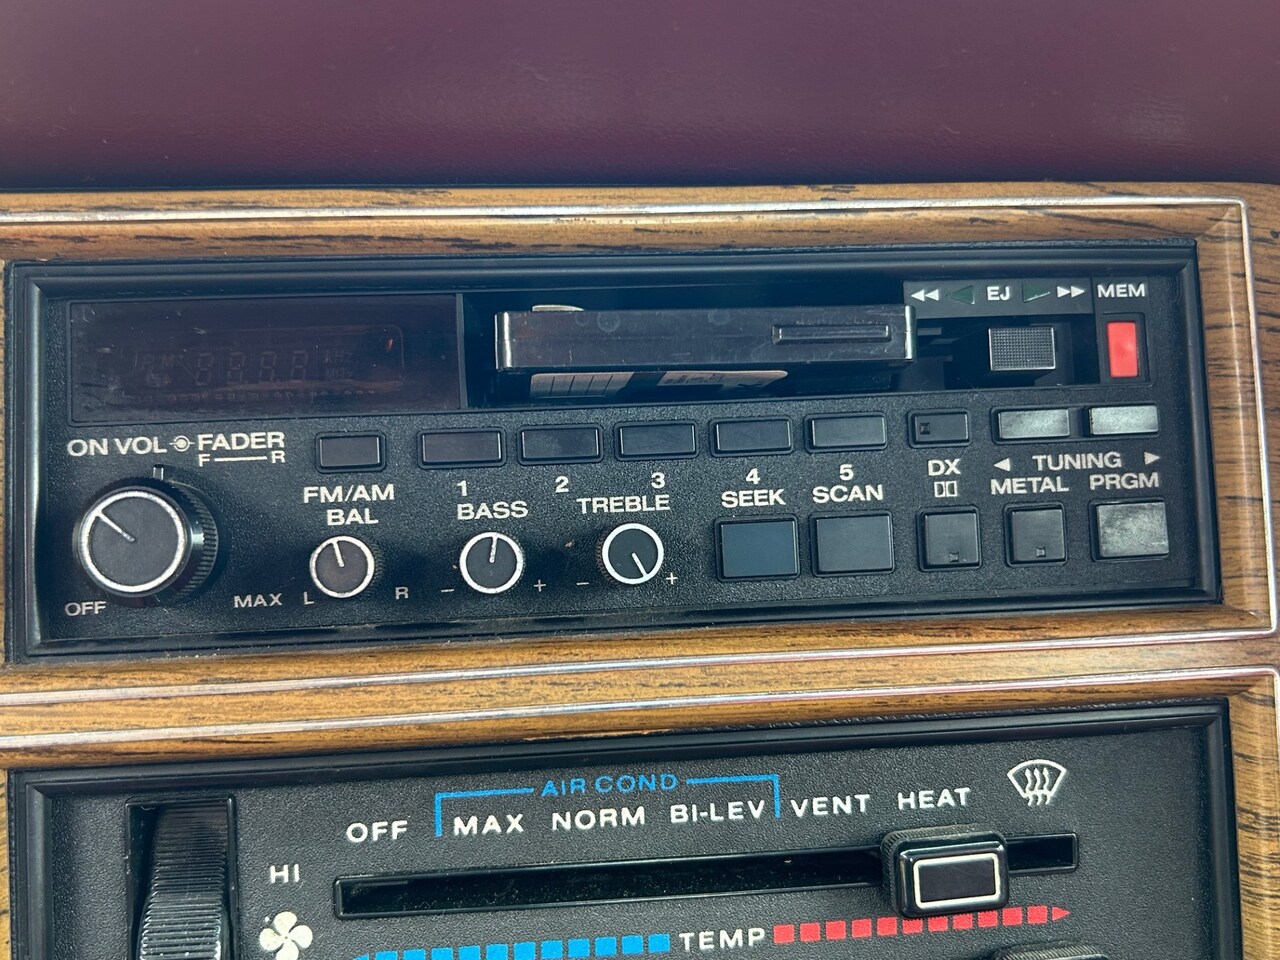 ◄◄ ◄ EJ ► ►► MEM
ON VOL FADER
F R
FM/AM 1 2 3 4 5 DX ◄ TUNING ►
BAL BASS TREBLE SEEK SCAN METAL PRGM
OFF MAX L R - + - +
AIR COND
OFF MAX NORM BI-LEV VENT HEAT
HI
TEMP